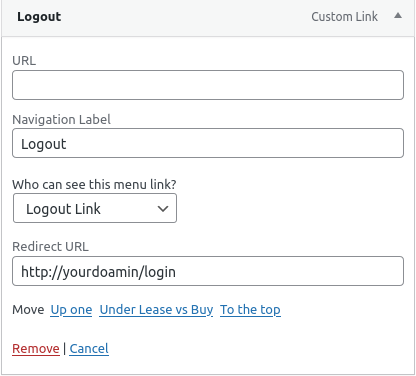 Logout Custom Link
URL
Navigation Label
Logout
Who can see this menu link?
Logout Link
Redirect URL
http://yourdoamin/login
Move Up one Under Lease vs Buy To the top
Remove | Cancel